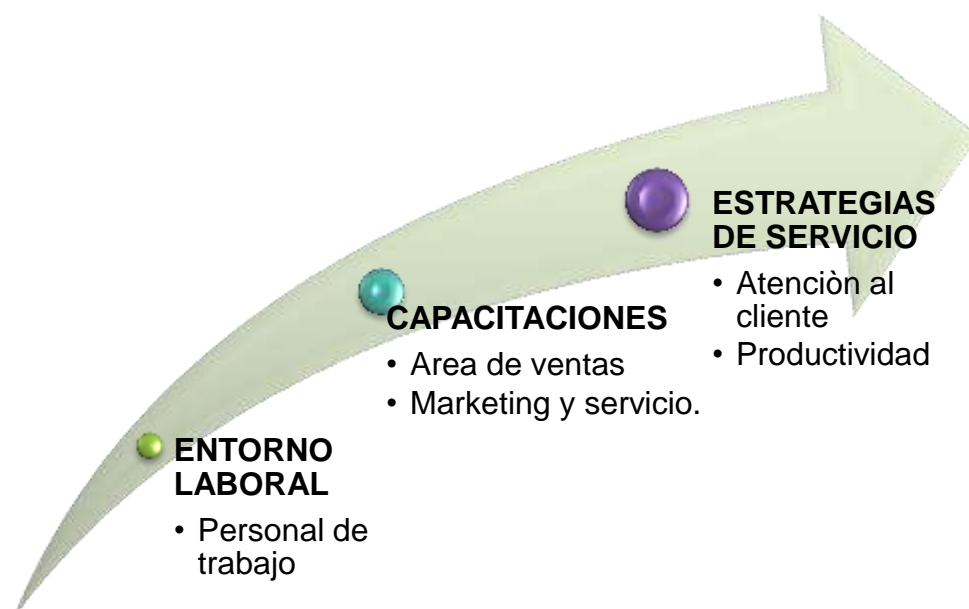 ESTRATEGIAS
DE SERVICIO
• Atenciòn al
cliente
• Productividad
CAPACITACIONES
• Area de ventas
• Marketing y servicio.
ENTORNO
LABORAL
• Personal de
trabajo